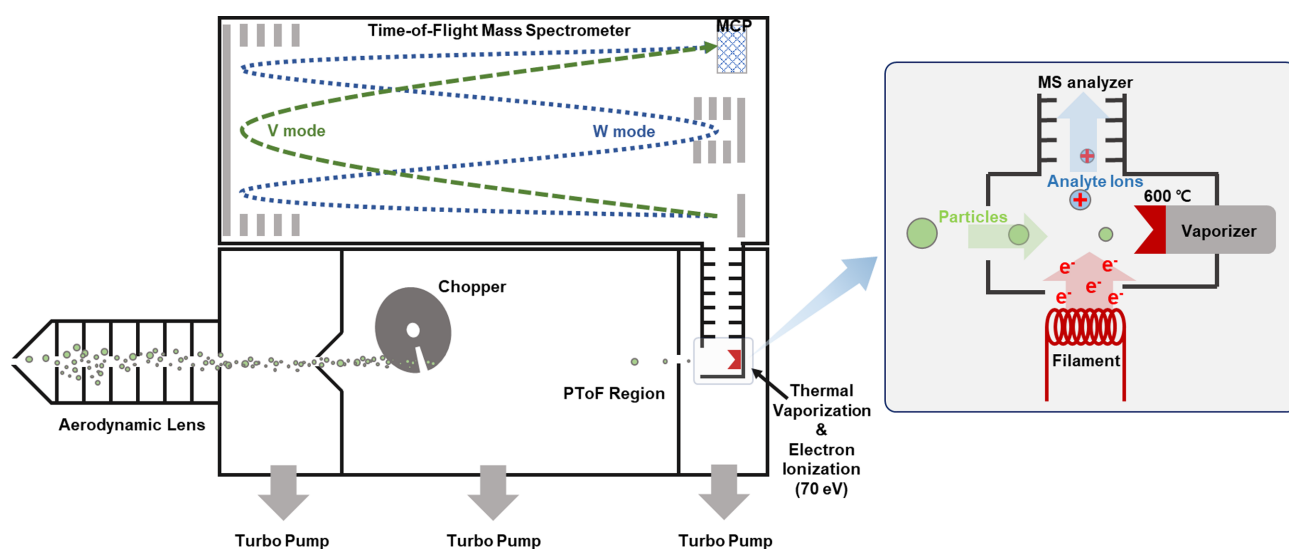 Time-of-Flight Mass Spectrometer
MCP
V mode
W mode
Chopper
PToF Region
Aerodynamic Lens
Thermal
Vaporization
&
Electron
Ionization
(70 eV)
Turbo Pump
Turbo Pump
Turbo Pump
MS analyzer
+
Analyte Ions
+
600 ℃
Particles
Vaporizer
e-
e-
e-
e-
e-
Filament